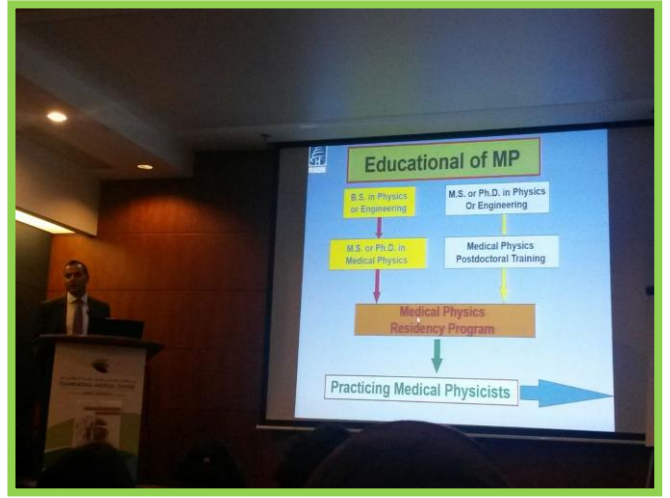 Educational of MP
B.S. in Physics
or Engineering
M.S. or Ph.D. in Physics
Or Engineering
M.S. or Ph.D. in
Medical Physics
Medical Physics
Postdoctoral Training
Medical Physics
Residency Program
Practicing Medical Physicists